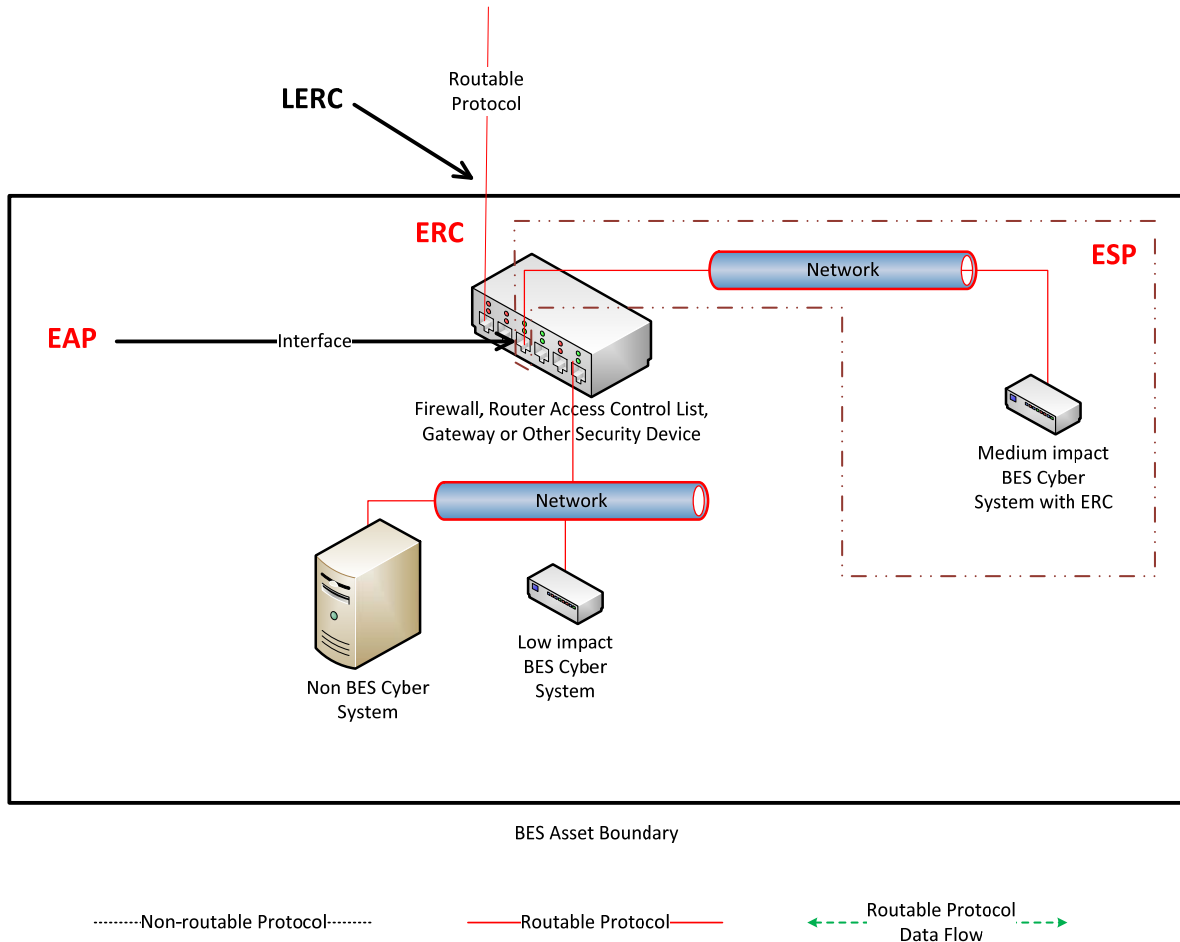 Routable
Protocol
LERC
ERC
Network
ESP
EAP
Interface
Firewall, Router Access Control List,
Gateway or Other Security Device
Medium impact
BES Cyber
System with ERC
Network
Low impact
BES Cyber
System
Non BES Cyber
System
BES Asset Boundary
Non-routable Protocol
Routable Protocol
Routable Protocol
Data Flow